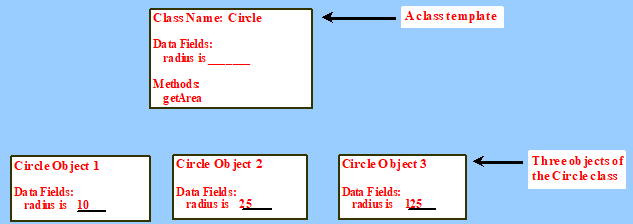 Class Name: Circle
A class template
Data Fields:
radius is _______
Methods:
getArea
Circle Object 1
Data Fields:
radius is 10
Circle Object 2
Data Fields:
radius is 25
Circle Object 3
Data Fields:
radius is 125
Three objects of
the Circle class